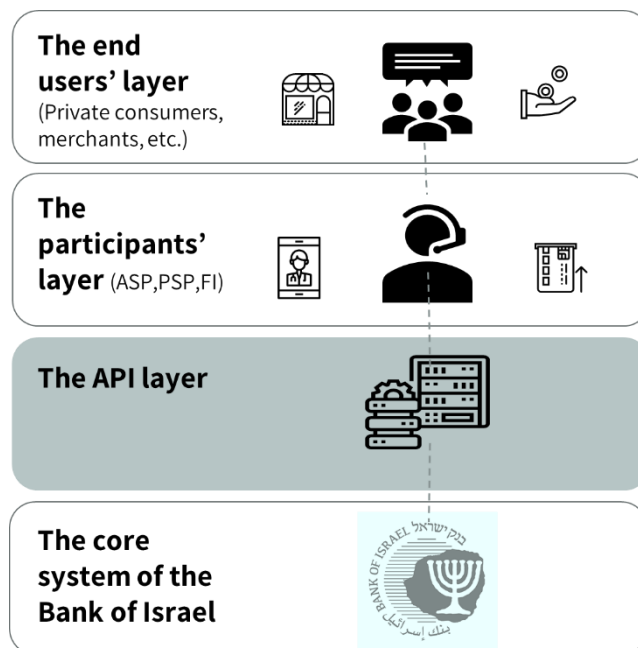 The end
users’ layer
(Private consumers,
merchants, etc.)
The
participants’
layer (ASP,PSP,FI)
The API layer
The core
system of the
Bank of Israel
בנק ישראל
BANK OF ISRAEL
بنك إسرائيل